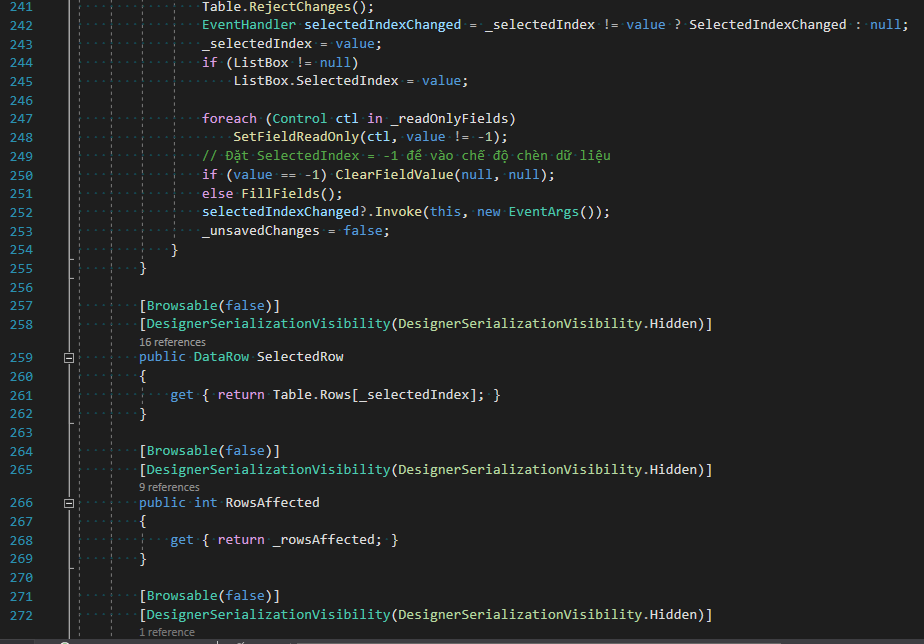 241 Table.RejectChanges();
242 EventHandler selectedIndexChanged = _selectedIndex != value ? SelectedIndexChanged : null;
243 _selectedIndex = value;
244 if (ListBox != null)
245 ListBox.SelectedIndex = value;
246
247 foreach (Control ctl in _readOnlyFields)
248 SetFieldReadOnly(ctl, value != -1);
249 // Đặt SelectedIndex = -1 để vào chế độ chèn dữ liệu
250 if (value == -1) ClearFieldValue(null, null);
251 else FillFields();
252 selectedIndexChanged?.Invoke(this, new EventArgs());
253 _unsavedChanges = false;
254 }
255 }
256
257 [Browsable(false)]
258 [DesignerSerializationVisibility(DesignerSerializationVisibility.Hidden)]
16 references
259 public DataRow SelectedRow
260 {
261 get { return Table.Rows[_selectedIndex]; }
262 }
263
264 [Browsable(false)]
265 [DesignerSerializationVisibility(DesignerSerializationVisibility.Hidden)]
9 references
266 public int RowsAffected
267 {
268 get { return _rowsAffected; }
269 }
270
271 [Browsable(false)]
272 [DesignerSerializationVisibility(DesignerSerializationVisibility.Hidden)]
1 reference